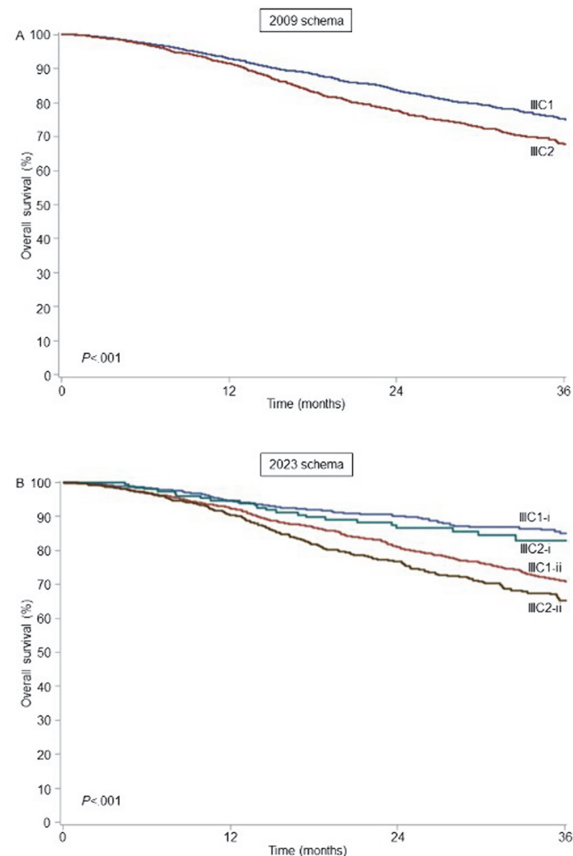 2009 schema
A
100
90
80
70
60
50
40
30
20
10
0
Overall survival (%)
IIIC1
IIIC2
P<.001
0 12 24 36
Time (months)
2023 schema
B
100
90
80
70
60
50
40
30
20
10
0
Overall survival (%)
IIIC1-i
IIIC2-i
IIIC1-ii
IIIC2-ii
P<.001
0 12 24 36
Time (months)